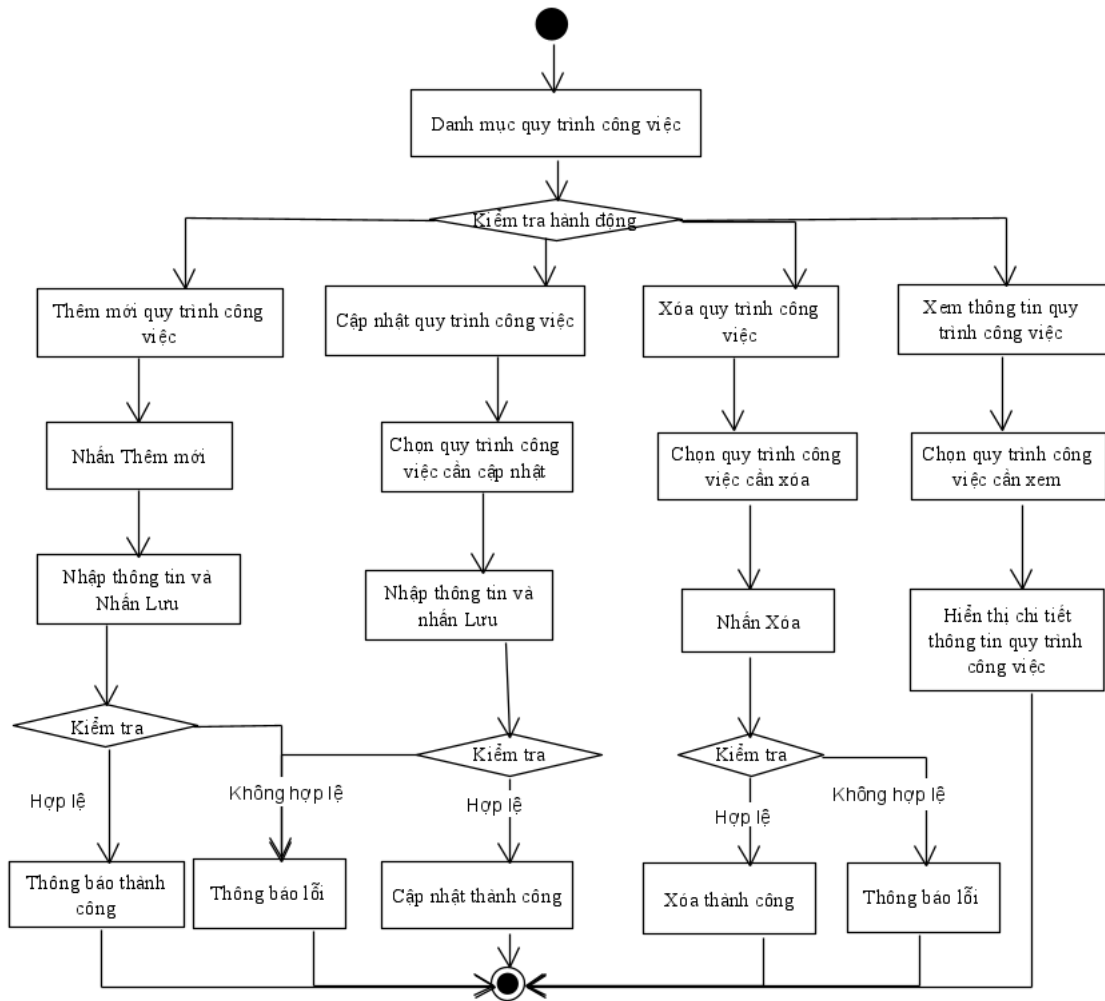 Danh mục quy trình công việc
Kiểm tra hành động
Thêm mới quy trình công
việc
Cập nhật quy trình công việc
Xóa quy trình công
việc
Xem thông tin quy
trình công việc
Nhấn Thêm mới
Chọn quy trình công
việc cần cập nhật
Chọn quy trình công
việc cần xóa
Chọn quy trình công
việc cần xem
Nhập thông tin và
Nhấn Lưu
Nhập thông tin và
nhấn Lưu
Nhấn Xóa
Hiển thị chi tiết
thông tin quy trình
công việc
Kiểm tra
Kiểm tra
Kiểm tra
Hợp lệ
Không hợp lệ
Hợp lệ
Hợp lệ
Không hợp lệ
Thông báo thành
công
Thông báo lỗi
Cập nhật thành công
Xóa thành công
Thông báo lỗi